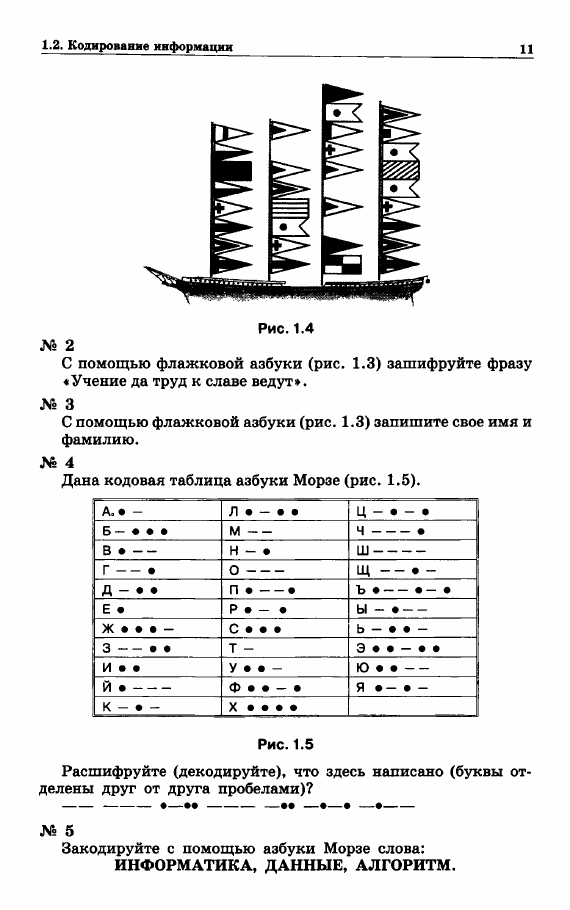 1.2. Кодирование информации 11
Рис. 1.4
№ 2
С помощью флажковой азбуки (рис. 1.3) зашифруйте фразу
«Учение да труд к славе ведут».
№ 3
С помощью флажковой азбуки (рис. 1.3) запишите свое имя и
фамилию.
№ 4
Дана кодовая таблица азбуки Морзе (рис. 1.5).
А • — Л • — • • Ц — • — •
Б — • • • М — — Ч — — — •
В • — — Н — • Ш — — — —
Г — — • О — — — Щ — — • —
Д — • • П • — — • Ъ • — — • — •
Е • Р • — • Ы — • — —
Ж • • • — С • • • Ь — • • —
З — — • • Т — Э • • — • •
И • • У • • — Ю • • — —
Й • — — — Ф • • — • Я • — • —
К — • — Х • • • •
Рис. 1.5
Расшифруйте (декодируйте), что здесь написано (буквы от-
делены друг от друга пробелами)?
—— ——— •—•• ——— —•• —•—• —•——
№ 5
Закодируйте с помощью азбуки Морзе слова:
ИНФОРМАТИКА, ДАННЫЕ, АЛГОРИТМ.